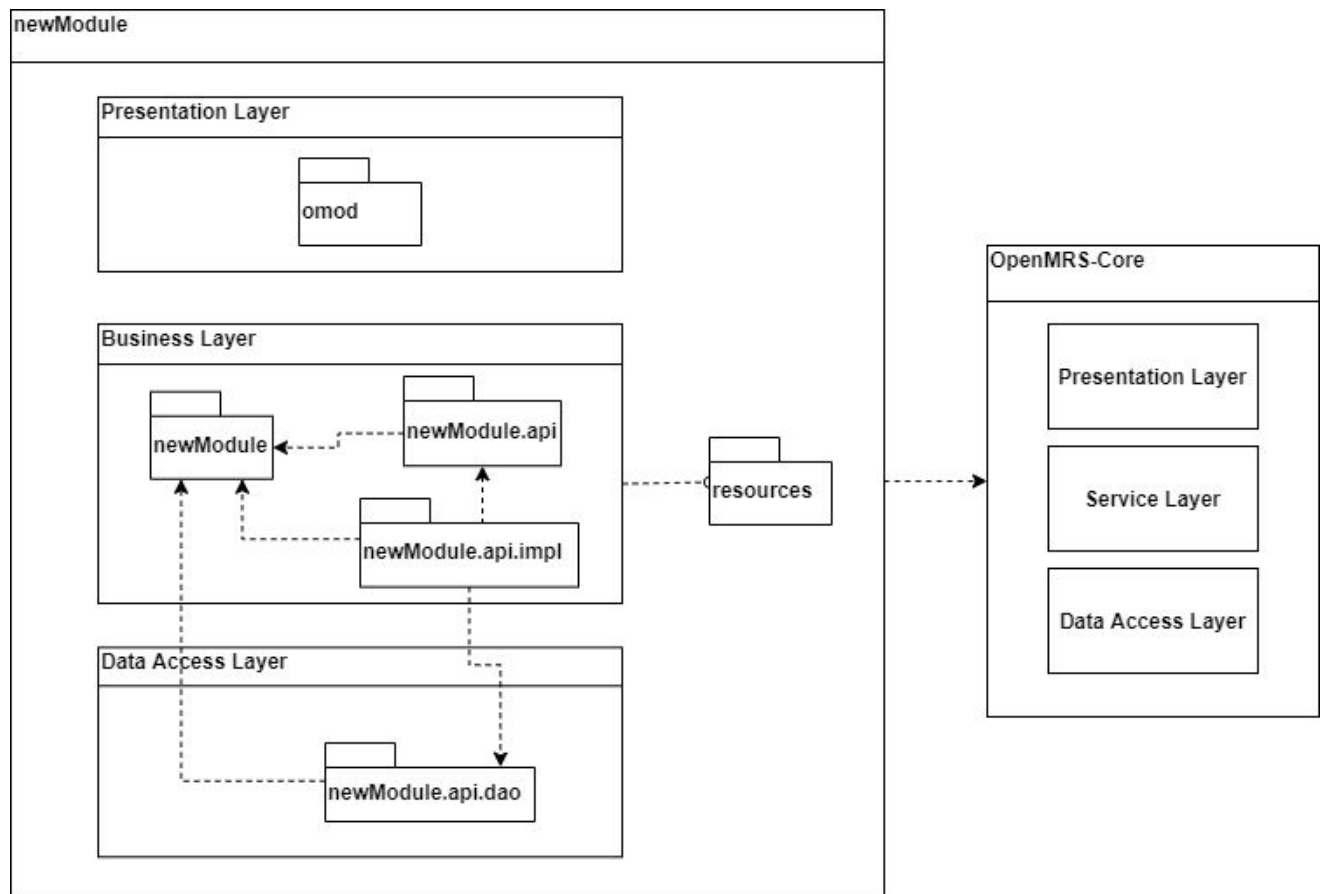 newModule
Presentation Layer
omod
Business Layer
newModule
newModule.api
newModule.api.impl
resources
Data Access Layer
newModule.api.dao
OpenMRS-Core
Presentation Layer
Service Layer
Data Access Layer